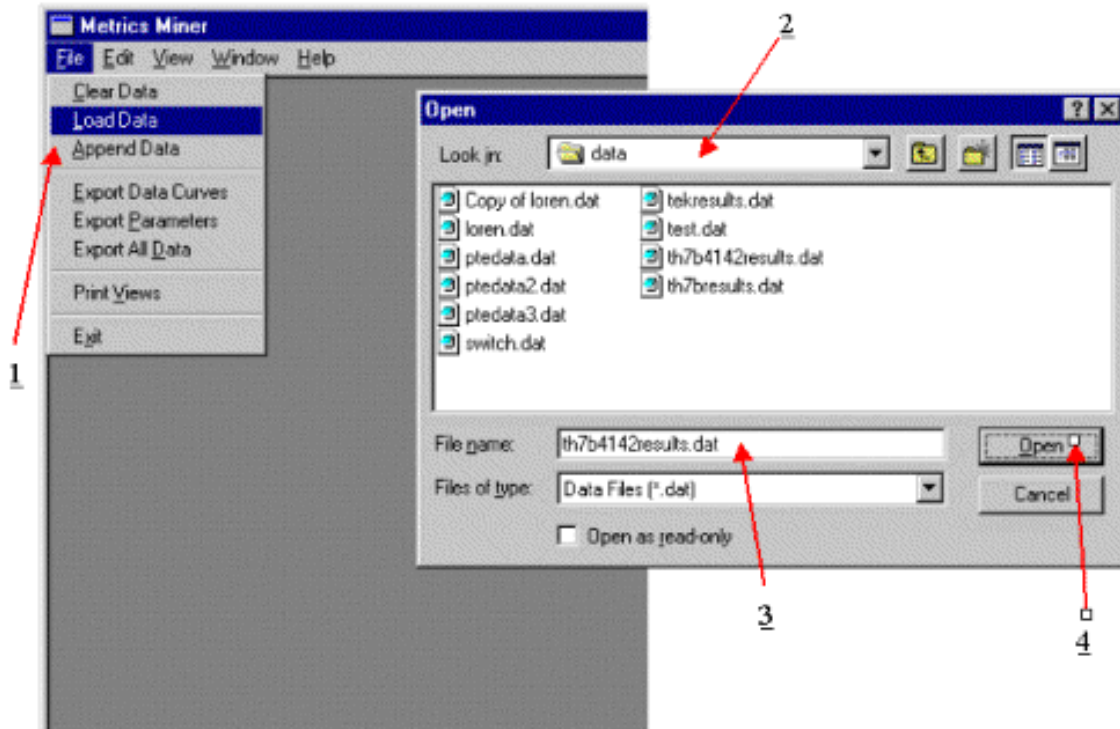 Metrics Miner
File Edit View Window Help
Clear Data
Load Data
Append Data
Export Data Curves
Export Parameters
Export All Data
Print Views
Exit
1
2
Open
Look in: data
Copy of loren.dat
loren.dat
ptedata.dat
ptedata2.dat
ptedata3.dat
switch.dat
tekresults.dat
test.dat
th7b4142results.dat
th7bresults.dat
File name: th7b4142results.dat Open
Files of type: Data Files (*.dat) Cancel
Open as read-only
3
4